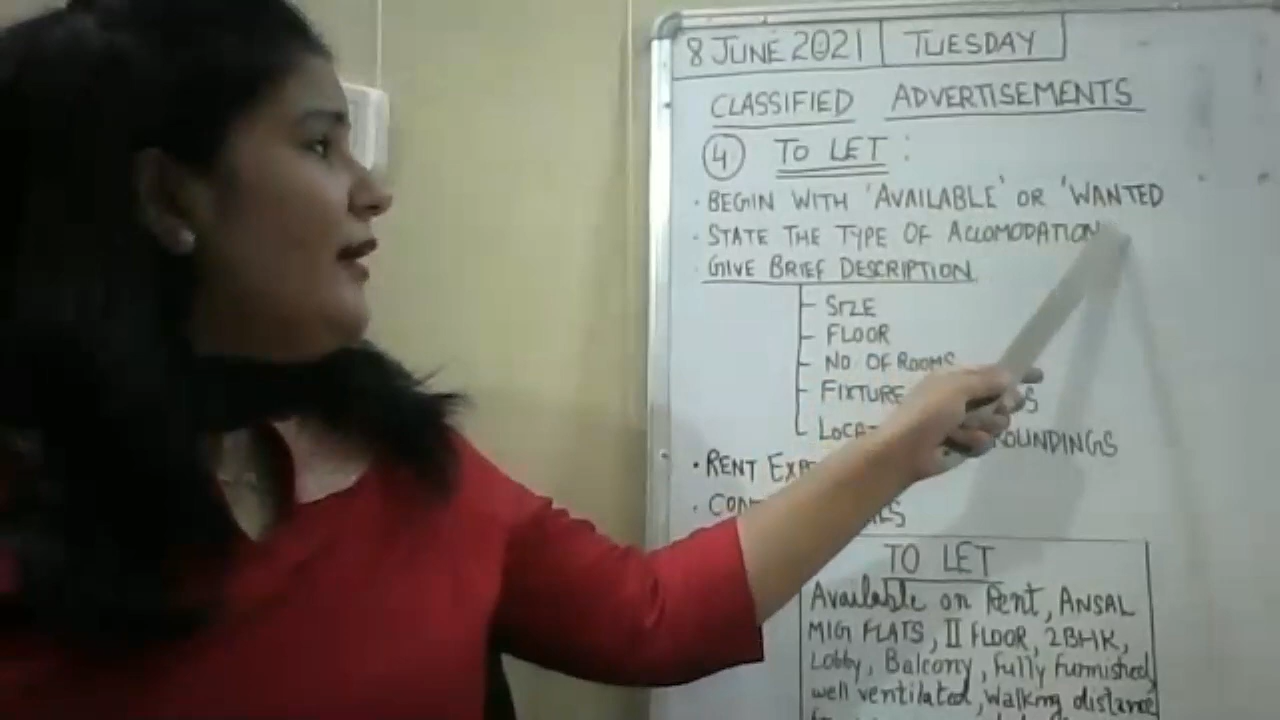 8 JUNE 2021 TUESDAY
CLASSIFIED ADVERTISEMENTS
4 TO LET :
· BEGIN WITH 'AVAILABLE' OR 'WANTED
· STATE THE TYPE OF ACCOMODATION
· GIVE BRIEF DESCRIPTION
- SIZE
- FLOOR
- NO. OF ROOMS
- FIXTURE
· RENT
TO LET
Available on Rent, ANSAL
MIG FLATS, II FLOOR, 2BHK,
Lobby, Balcony, fully furnished,
well ventilated, walking distance